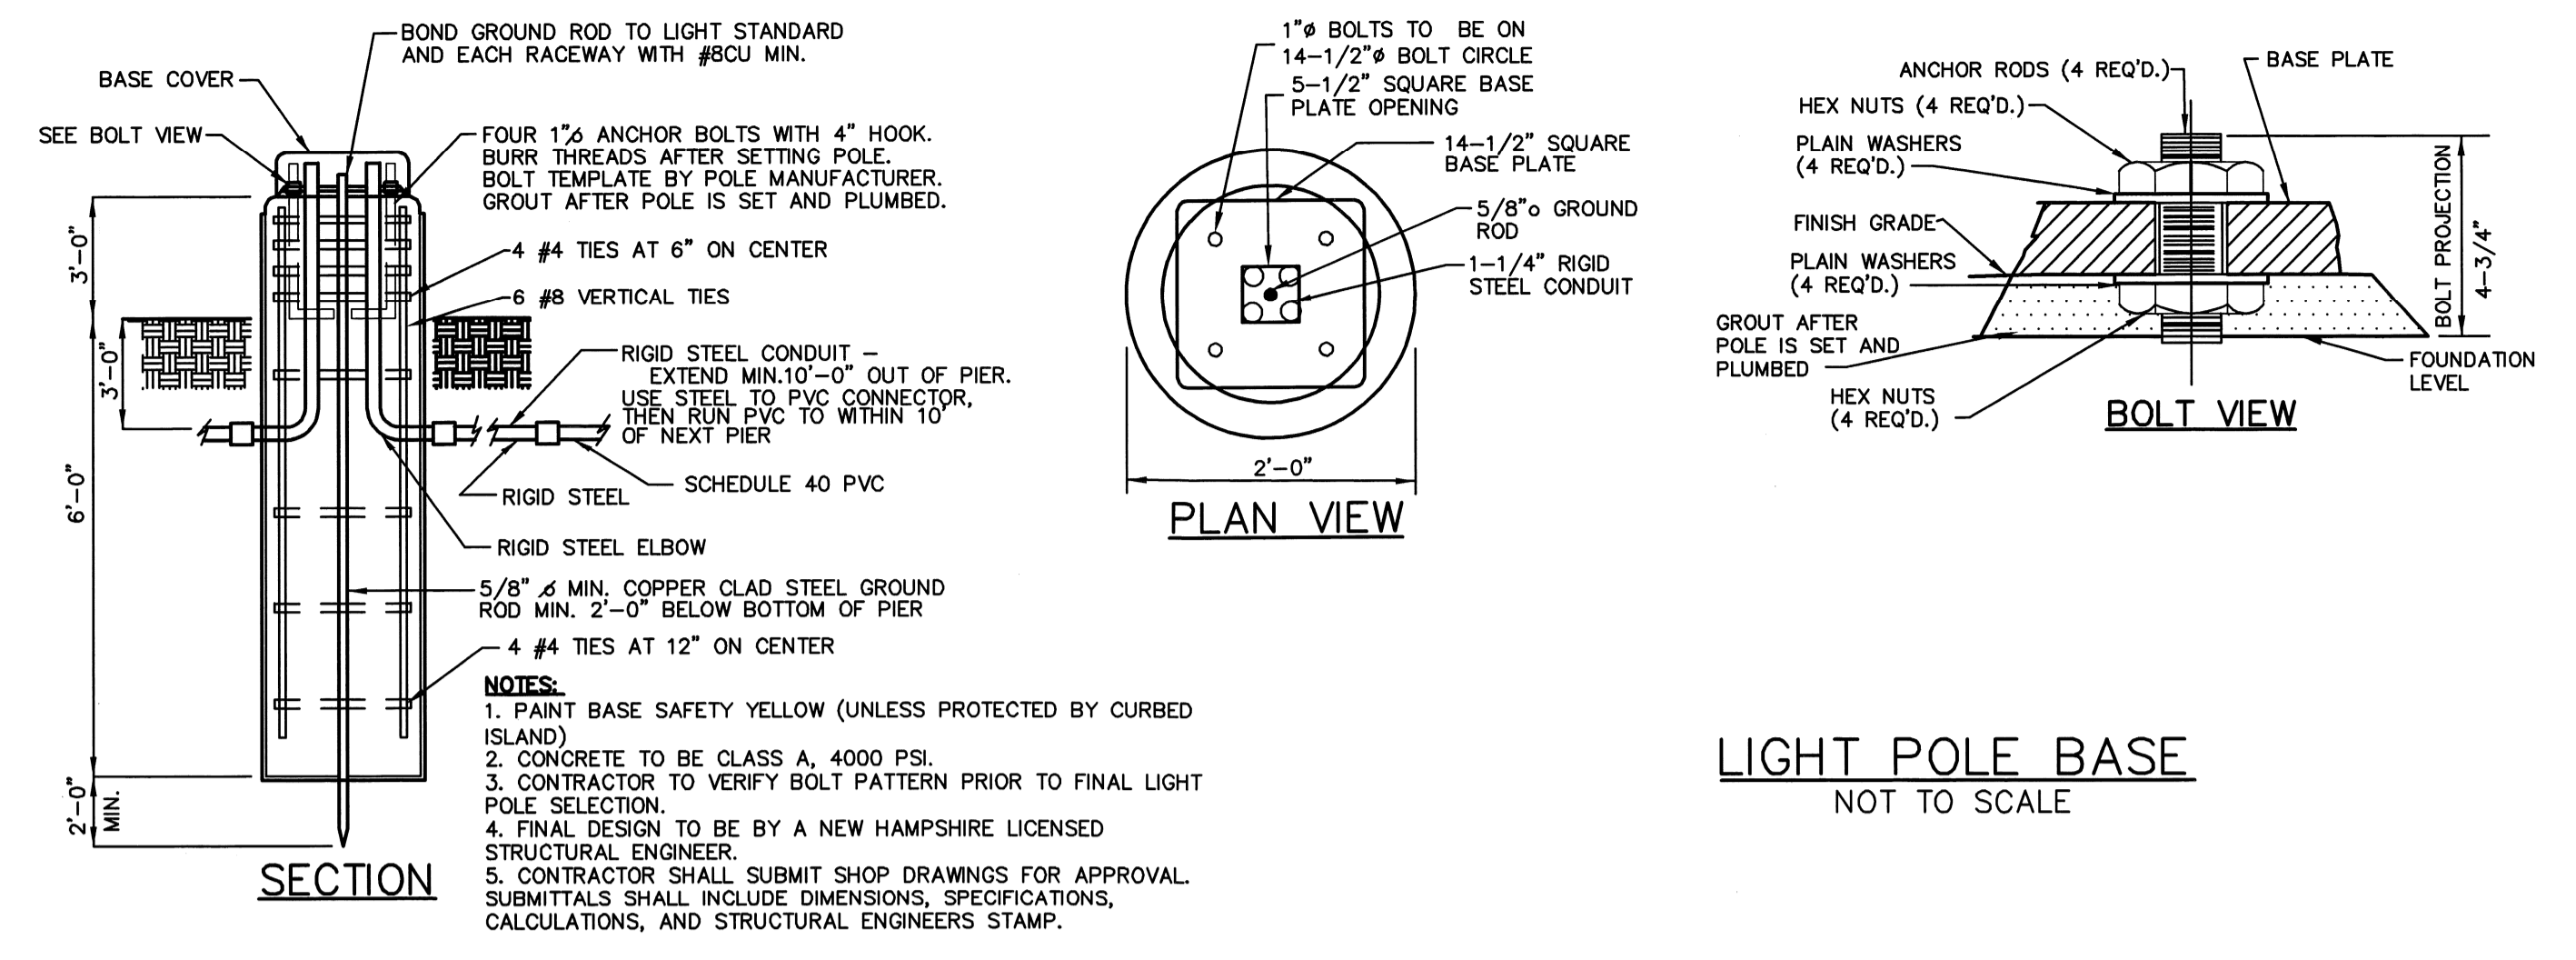 BOND GROUND ROD TO LIGHT STANDARD
AND EACH RACEWAY WITH #8CU MIN.
BASE COVER
SEE BOLT VIEW
FOUR 1"⌀ ANCHOR BOLTS WITH 4" HOOK.
BURR THREADS AFTER SETTING POLE.
BOLT TEMPLATE BY POLE MANUFACTURER.
GROUT AFTER POLE IS SET AND PLUMBED.
3'-0"
4 #4 TIES AT 6" ON CENTER
6 #8 VERTICAL TIES
3'-0"
RIGID STEEL CONDUIT –
EXTEND MIN.10'-0" OUT OF PIER.
USE STEEL TO PVC CONNECTOR,
THEN RUN PVC TO WITHIN 10'
OF NEXT PIER
6'-0"
RIGID STEEL
SCHEDULE 40 PVC
RIGID STEEL ELBOW
5/8" ⌀ MIN. COPPER CLAD STEEL GROUND
ROD MIN. 2'-0" BELOW BOTTOM OF PIER
4 #4 TIES AT 12" ON CENTER
2'-0"
MIN.
SECTION
NOTES:
1. PAINT BASE SAFETY YELLOW (UNLESS PROTECTED BY CURBED
ISLAND)
2. CONCRETE TO BE CLASS A, 4000 PSI.
3. CONTRACTOR TO VERIFY BOLT PATTERN PRIOR TO FINAL LIGHT
POLE SELECTION.
4. FINAL DESIGN TO BE BY A NEW HAMPSHIRE LICENSED
STRUCTURAL ENGINEER.
5. CONTRACTOR SHALL SUBMIT SHOP DRAWINGS FOR APPROVAL.
SUBMITTALS SHALL INCLUDE DIMENSIONS, SPECIFICATIONS,
CALCULATIONS, AND STRUCTURAL ENGINEERS STAMP.
1"⌀ BOLTS TO BE ON
14-1/2"⌀ BOLT CIRCLE
5-1/2" SQUARE BASE
PLATE OPENING
14-1/2" SQUARE
BASE PLATE
5/8"o GROUND
ROD
1-1/4" RIGID
STEEL CONDUIT
2'-0"
PLAN VIEW
ANCHOR RODS (4 REQ'D.)
BASE PLATE
HEX NUTS (4 REQ'D.)
PLAIN WASHERS
(4 REQ'D.)
FINISH GRADE
PLAIN WASHERS
(4 REQ'D.)
GROUT AFTER
POLE IS SET AND
PLUMBED
HEX NUTS
(4 REQ'D.)
BOLT PROJECTION
4-3/4"
FOUNDATION
LEVEL
BOLT VIEW
LIGHT POLE BASE
NOT TO SCALE